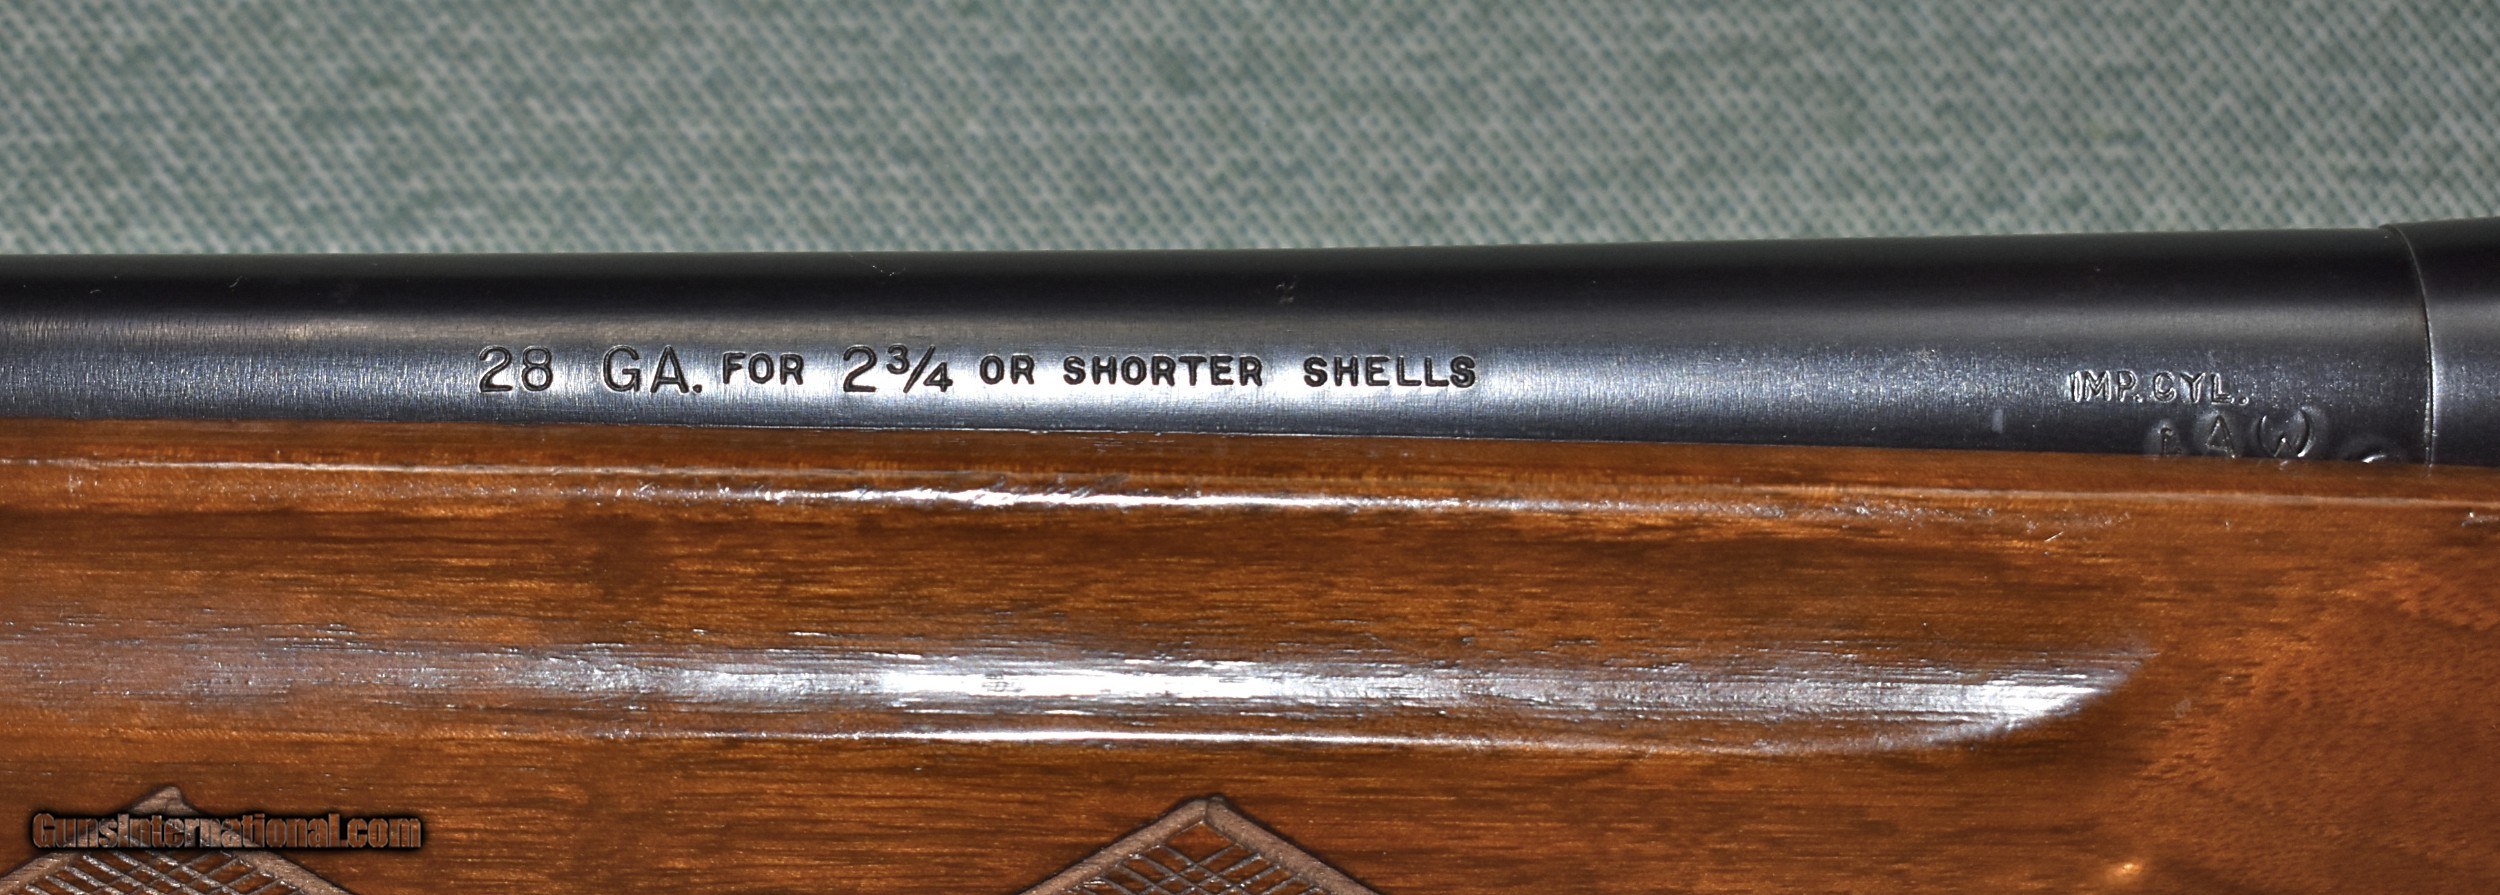 28 GA. FOR 2 3/4 OR SHORTER SHELLS
IMP. CYL.
GunsInternational.com